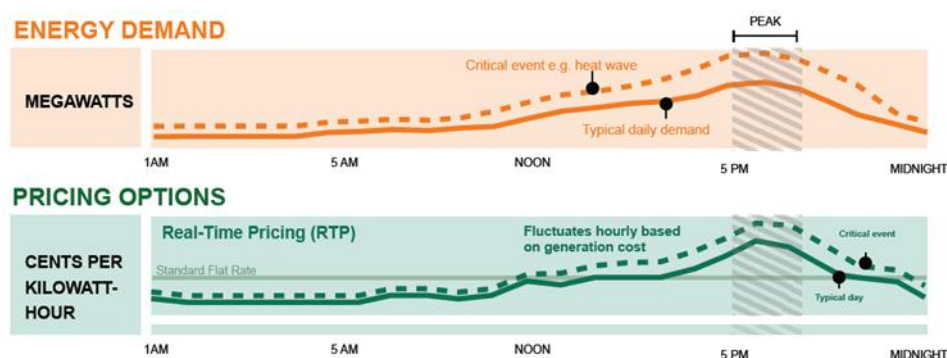 PEAK
ENERGY DEMAND
MEGAWATTS
Critical event e.g. heat wave
Typical daily demand
1AM
5 AM
NOON
5 PM
MIDNIGHT
PRICING OPTIONS
CENTS PER
KILOWATT-
HOUR
Real-Time Pricing (RTP)
Fluctuates hourly based
on generation cost
Critical event
Standard Flat Rate
Typical day
1AM
5 AM
NOON
5 PM
MIDNIGHT